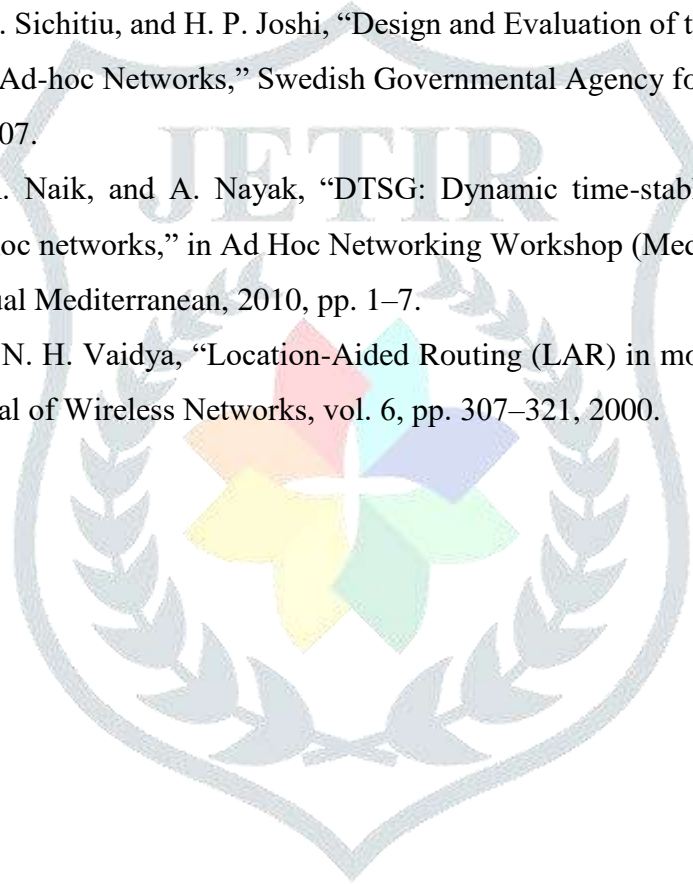 . Sichitiu, and H. P. Joshi, “Design and Evaluation of t
Ad-hoc Networks,” Swedish Governmental Agency fo
07.
. Naik, and A. Nayak, “DTSG: Dynamic time-stabl
oc networks,” in Ad Hoc Networking Workshop (Med
ual Mediterranean, 2010, pp. 1–7.
N. H. Vaidya, “Location-Aided Routing (LAR) in mo
al of Wireless Networks, vol. 6, pp. 307–321, 2000.
JETIR